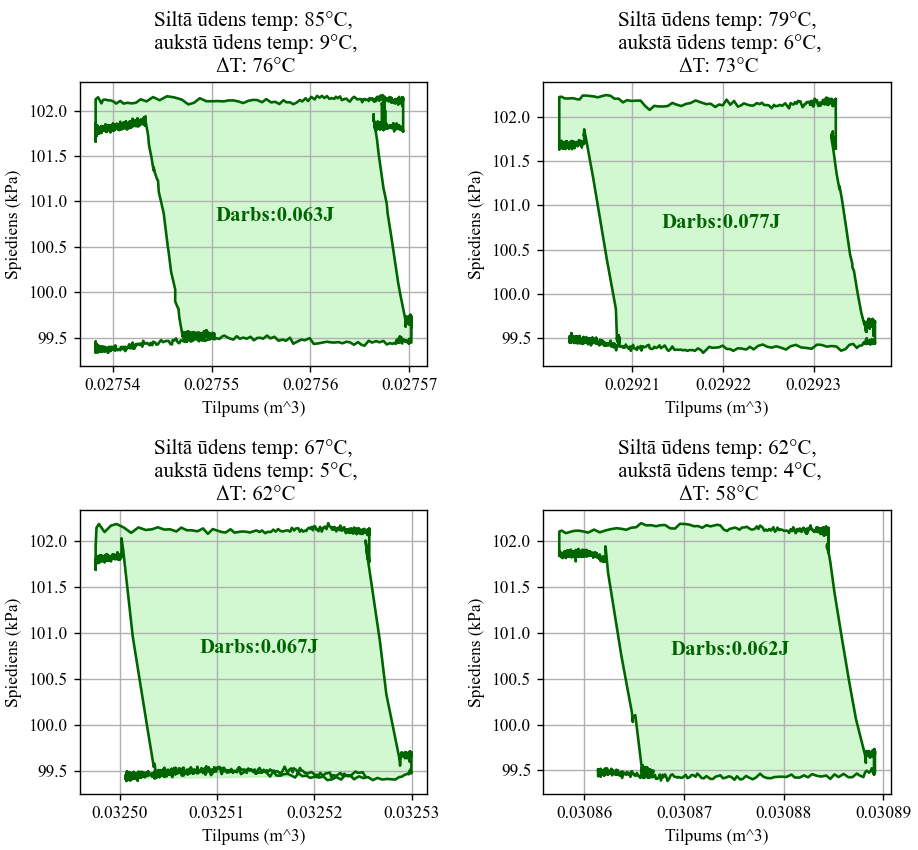 Siltā ūdens temp: 85°C,
aukstā ūdens temp: 9°C,
ΔT: 76°C
Spiediens (kPa)
102.0
101.5
101.0
100.5
100.0
99.5
Darbs:0.063J
0.02754
0.02755
0.02756
0.02757
Tilpums (m^3)
Siltā ūdens temp: 79°C,
aukstā ūdens temp: 6°C,
ΔT: 73°C
Spiediens (kPa)
102.0
101.5
101.0
100.5
100.0
99.5
Darbs:0.077J
0.02921
0.02922
0.02923
Tilpums (m^3)
Siltā ūdens temp: 67°C,
aukstā ūdens temp: 5°C,
ΔT: 62°C
Spiediens (kPa)
102.0
101.5
101.0
100.5
100.0
99.5
Darbs:0.067J
0.03250
0.03251
0.03252
0.03253
Tilpums (m^3)
Siltā ūdens temp: 62°C,
aukstā ūdens temp: 4°C,
ΔT: 58°C
Spiediens (kPa)
102.0
101.5
101.0
100.5
100.0
99.5
Darbs:0.062J
0.03086
0.03087
0.03088
0.03089
Tilpums (m^3)